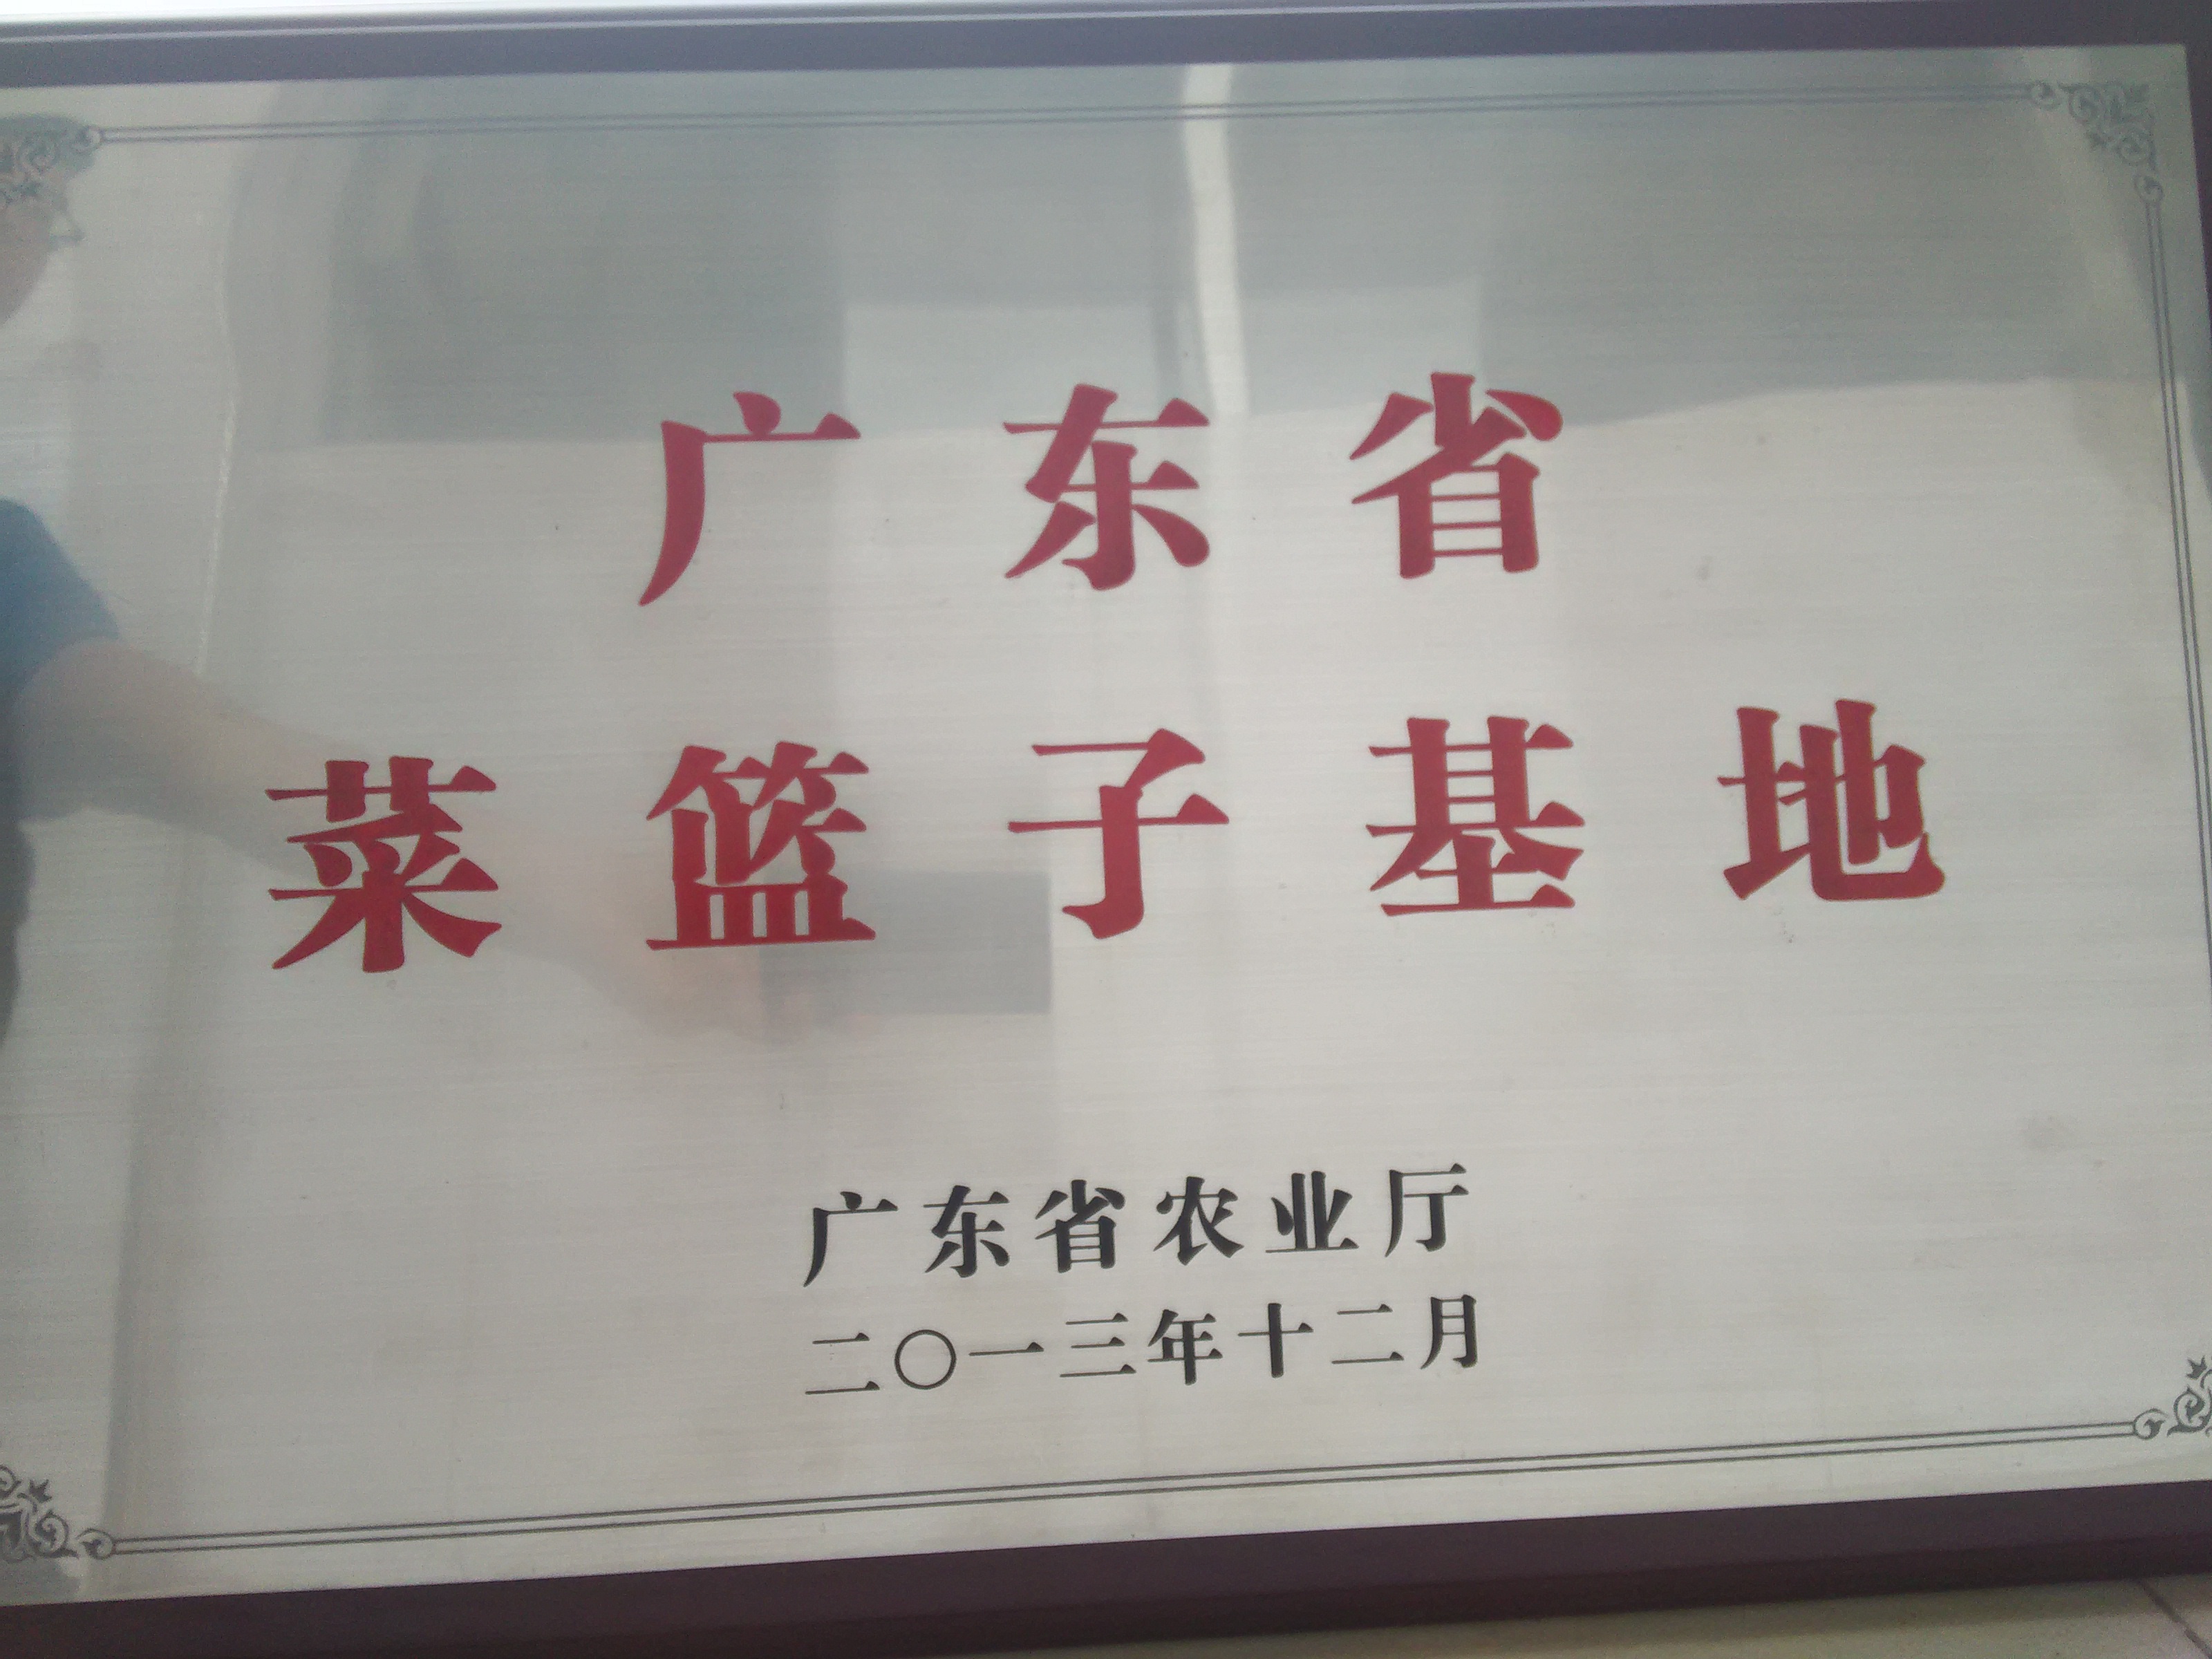 广东省
菜篮子基地
广东省农业厅
二〇一三年十二月